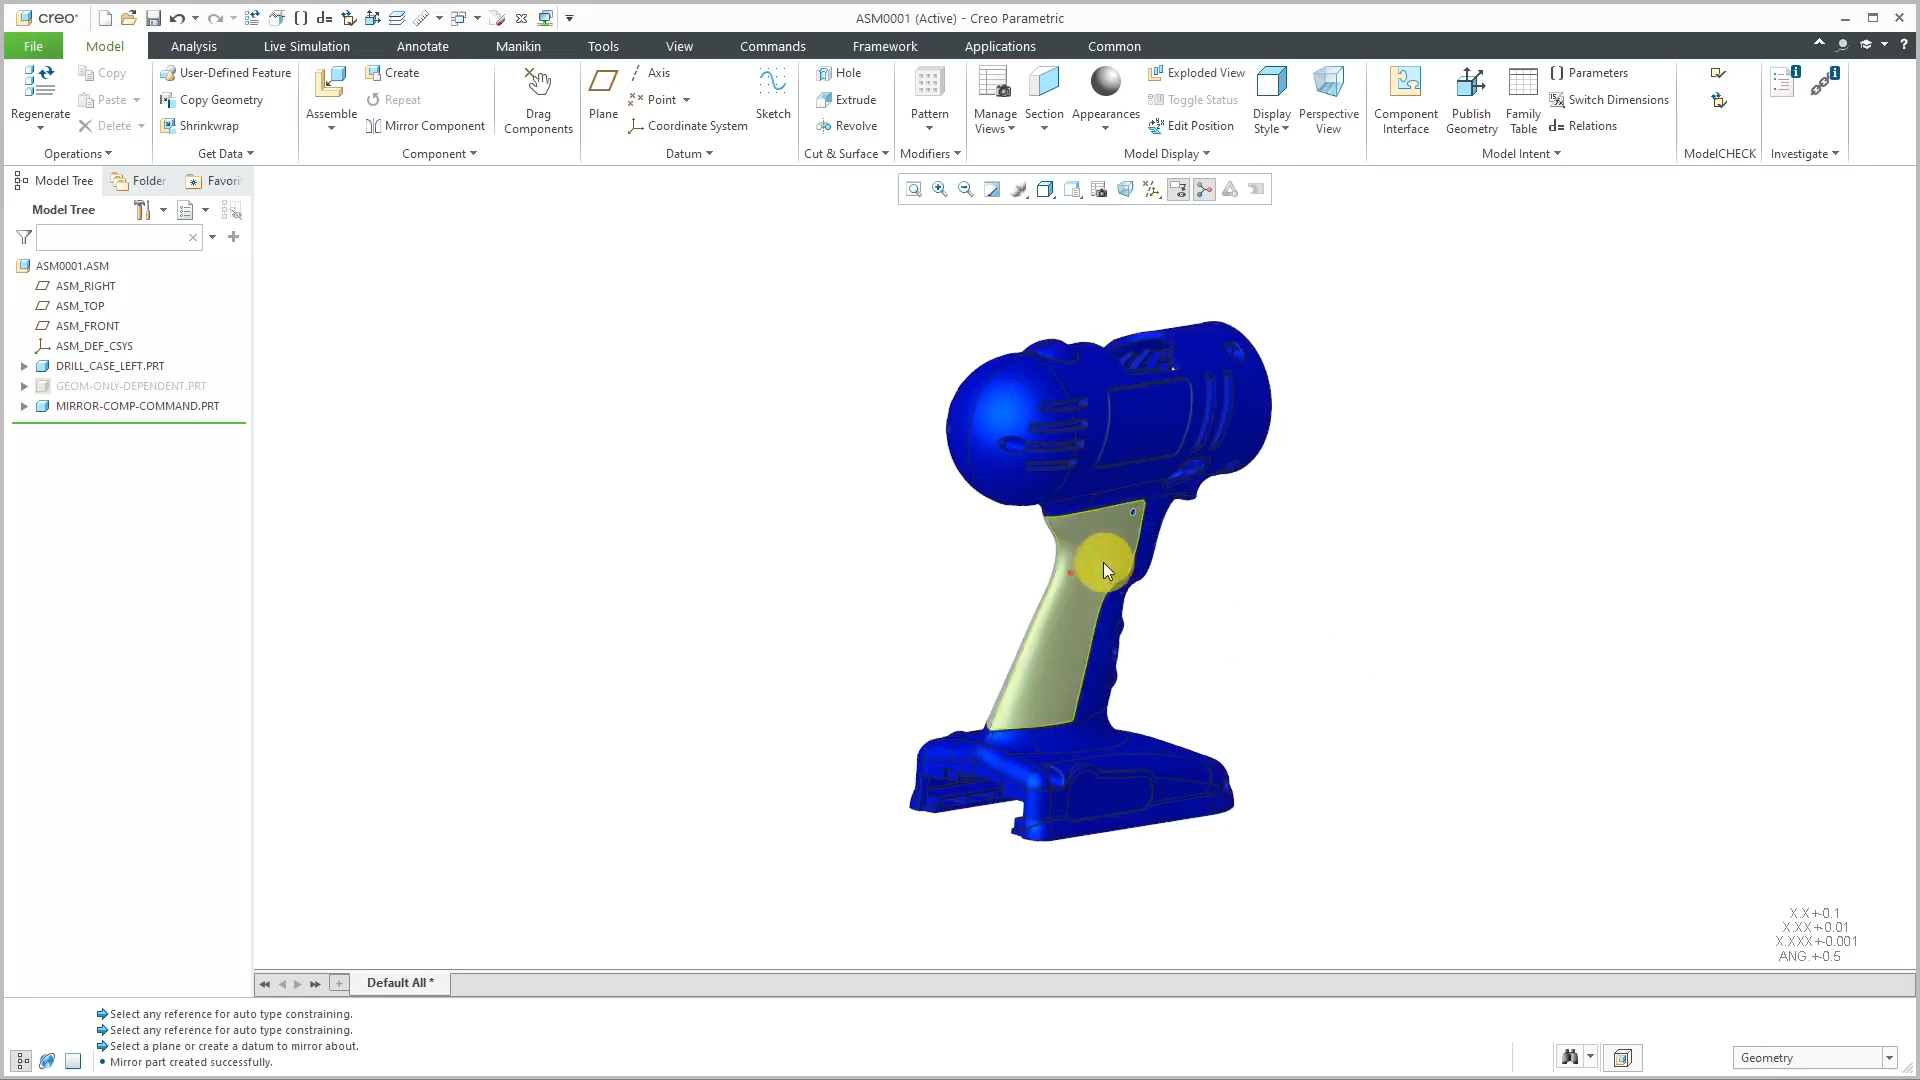 creo
ASM0001 (Active) - Creo Parametric
File
Model
Analysis
Live Simulation
Annotate
Manikin
Tools
View
Commands
Framework
Applications
Common
Regenerate
Copy
Paste
Delete
Operations
User-Defined Feature
Copy Geometry
Shrinkwrap
Get Data
Assemble
Create
Repeat
Mirror Component
Component
Drag
Components
Plane
Axis
Point
Coordinate System
Sketch
Datum
Hole
Extrude
Revolve
Cut & Surface
Pattern
Modifiers
Manage
Views
Section
Appearances
Exploded View
Toggle Status
Edit Position
Display
Style
Perspective
View
Model Display
Component
Interface
Publish
Geometry
Family
Table
Parameters
Switch Dimensions
d= Relations
Model Intent
ModelCHECK
Investigate
Model Tree
Folder
Favori
Model Tree
ASM0001.ASM
ASM_RIGHT
ASM_TOP
ASM_FRONT
ASM_DEF_CSYS
DRILL_CASE_LEFT.PRT
GEOM-ONLY-DEPENDENT.PRT
MIRROR-COMP-COMMAND.PRT
X.X+-0.1
X.XX+-0.01
X.XXX+-0.001
ANG.+-0.5
Default All *
Select any reference for auto type constraining.
Select any reference for auto type constraining.
Select a plane or create a datum to mirror about.
• Mirror part created successfully.
Geometry